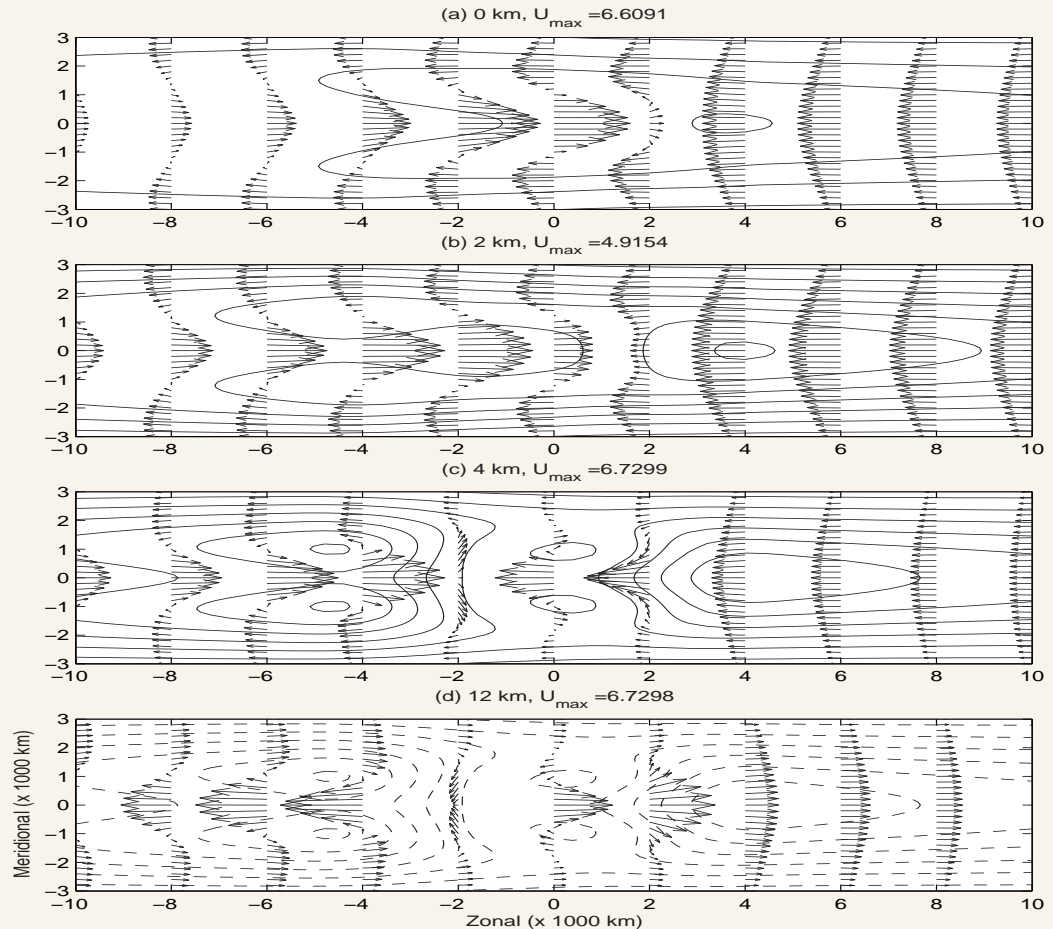 (a) 0 km, U_max =6.6091
3
2
1
0
−1
−2
−3
−10 −8 −6 −4 −2 0 2 4 6 8 10
(b) 2 km, U_max =4.9154
3
2
1
0
−1
−2
−3
−10 −8 −6 −4 −2 0 2 4 6 8 10
(c) 4 km, U_max =6.7299
3
2
1
0
−1
−2
−3
−10 −8 −6 −4 −2 0 2 4 6 8 10
(d) 12 km, U_max =6.7298
Meridional (x 1000 km)
3
2
1
0
−1
−2
−3
−10 −8 −6 −4 −2 0 2 4 6 8 10
Zonal (x 1000 km)